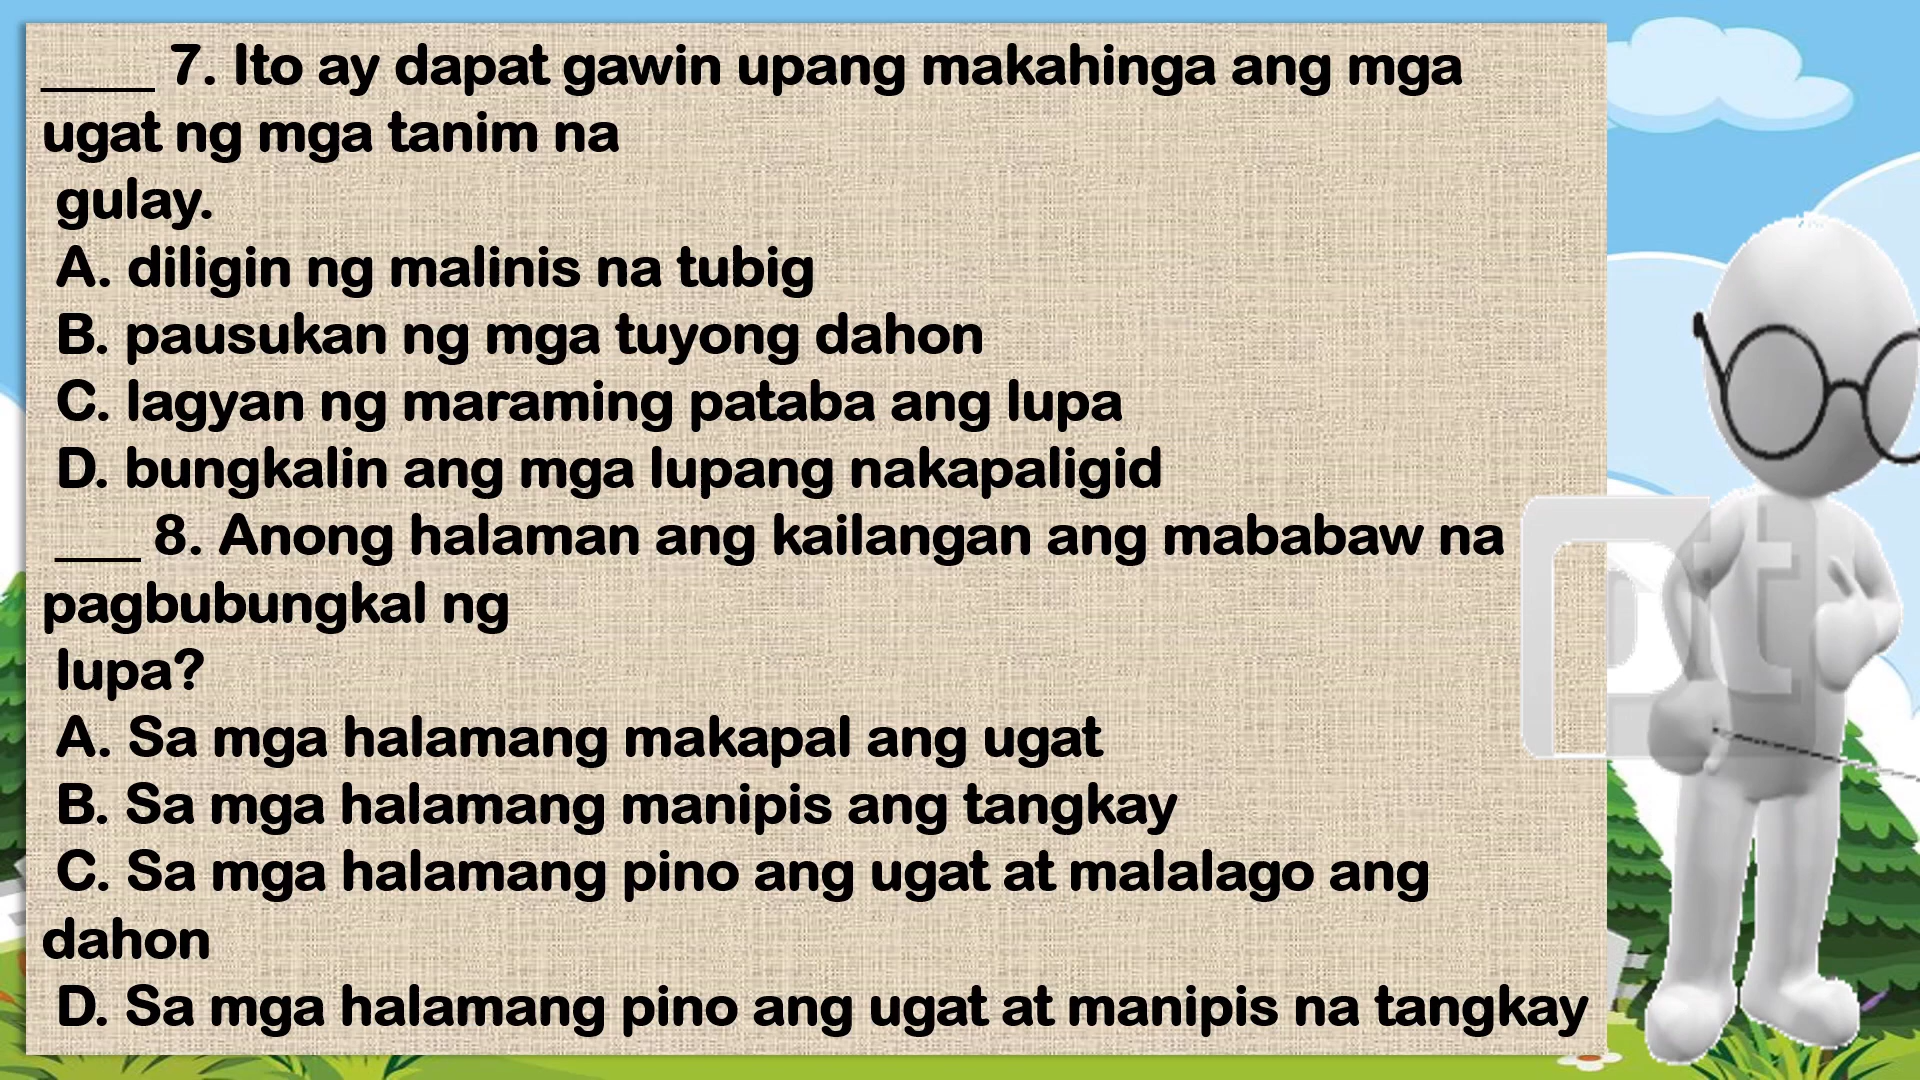 ____ 7. Ito ay dapat gawin upang makahinga ang mga
ugat ng mga tanim na
gulay.
A. diligin ng malinis na tubig
B. pausukan ng mga tuyong dahon
C. lagyan ng maraming pataba ang lupa
D. bungkalin ang mga lupang nakapaligid
___ 8. Anong halaman ang kailangan ang mababaw na
pagbubungkal ng
lupa?
A. Sa mga halamang makapal ang ugat
B. Sa mga halamang manipis ang tangkay
C. Sa mga halamang pino ang ugat at malalago ang
dahon
D. Sa mga halamang pino ang ugat at manipis na tangkay